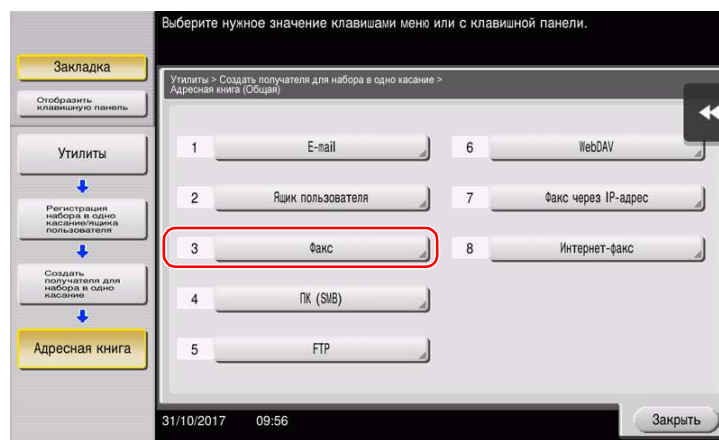 Выберите нужное значение клавишами меню или с клавишной панели.
Закладка
Отобразить
клавишную панель
Утилиты
Регистрация
набора в одно
касание/ящика
пользователя
Создать
получателя для
набора в одно
касание
Адресная книга
Утилиты > Создать получателя для набора в одно касание >
Адресная книга (Общая)
1 E-mail
2 Ящик пользователя
3 Факс
4 ПК (SMB)
5 FTP
6 WebDAV
7 Факс через IP-адрес
8 Интернет-факс
31/10/2017 09:56
Закрыть